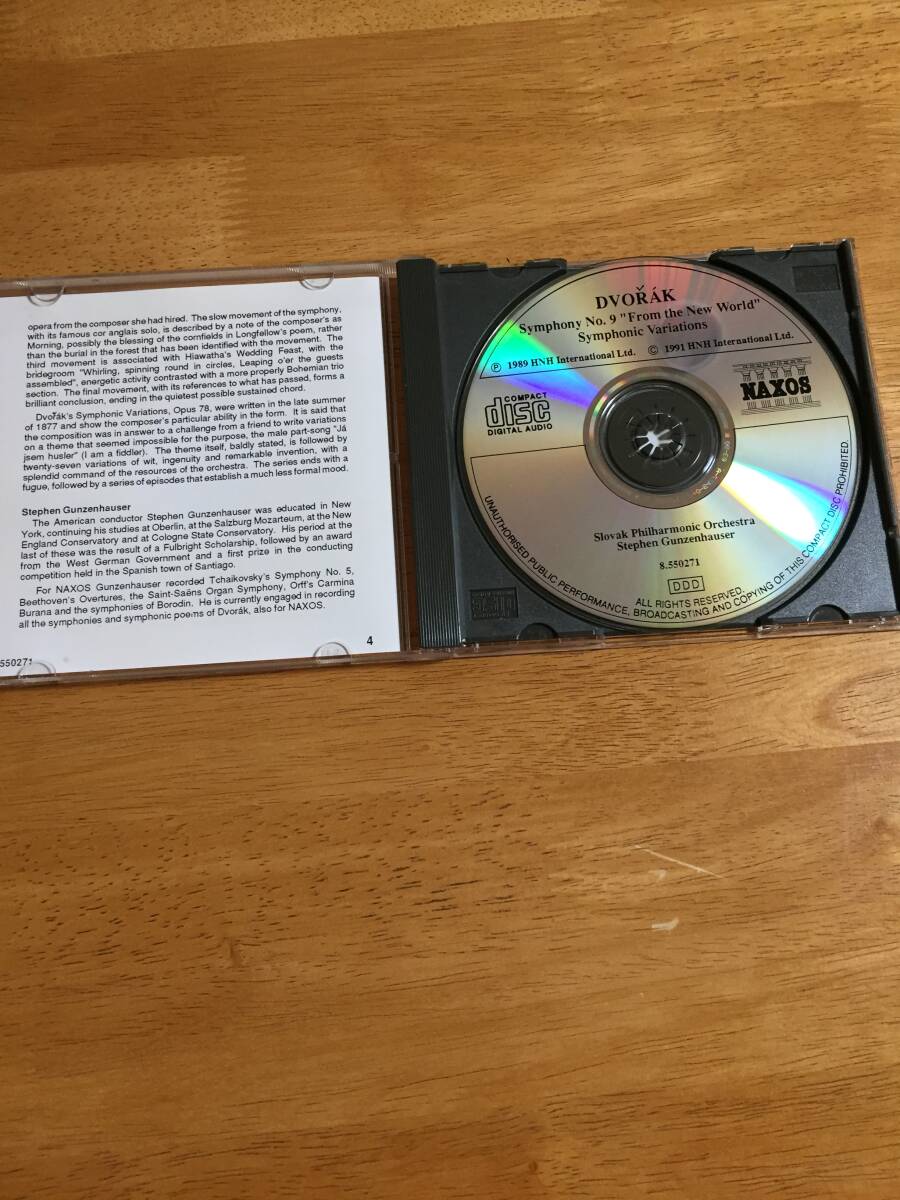 opera from the composer she had hired. The slow movement of the symphony,
with its famous cor anglais solo, is described by a note of the composer's as
Morning, possibly the blessing of the cornfields in Longfellow's poem, rather
than the burial in the forest that has been identified with the movement. The
third movement is associated with Hiawatha's Wedding Feast, with the
bridegroom "Whirling, spinning round in circles, Leaping o'er the guests
assembled", energetic activity contrasted with a more properly Bohemian trio
section. The final movement, with its references to what has passed, forms a
brilliant conclusion, ending in the quietest possible sustained chord.
Dvořák's Symphonic Variations, Opus 78, were written in the late summer
of 1877 and show the composer's particular ability in the form. It is said that
the composition was in answer to a challenge from a friend to write variations
on a theme that seemed impossible for the purpose, the male part-song "Já
jsem husler" (I am a fiddler). The theme itself, baldly stated, is followed by
twenty-seven variations of wit, ingenuity and remarkable invention, with a
splendid command of the resources of the orchestra. The series ends with a
fugue, followed by a series of episodes that establish a much less formal mood.
Stephen Gunzenhauser
The American conductor Stephen Gunzenhauser was educated in New
York, continuing his studies at Oberlin, at the Salzburg Mozarteum, at the New
England Conservatory and at Cologne State Conservatory. His period at the
last of these was the result of a Fulbright Scholarship, followed by an award
from the West German Government and a first prize in the conducting
competition held in the Spanish town of Santiago.
For NAXOS Gunzenhauser recorded Tchaikovsky's Symphony No. 5,
Beethoven's Overtures, the Saint-Saëns Organ Symphony, Orff's Carmina
Burana and the symphonies of Borodin. He is currently engaged in recording
all the symphonies and symphonic poems of Dvořák, also for NAXOS.
550271
4
DVOŘÁK
Symphony No. 9 "From the New World"
Symphonic Variations
℗ 1989 HNH International Ltd. © 1991 HNH International Ltd.
COMPACT
disc
DIGITAL AUDIO
NAXOS
Slovak Philharmonic Orchestra
Stephen Gunzenhauser
8.550271
DDD
ALL RIGHTS RESERVED.
UNAUTHORISED PUBLIC PERFORMANCE, BROADCASTING AND COPYING OF THIS COMPACT DISC PROHIBITED.